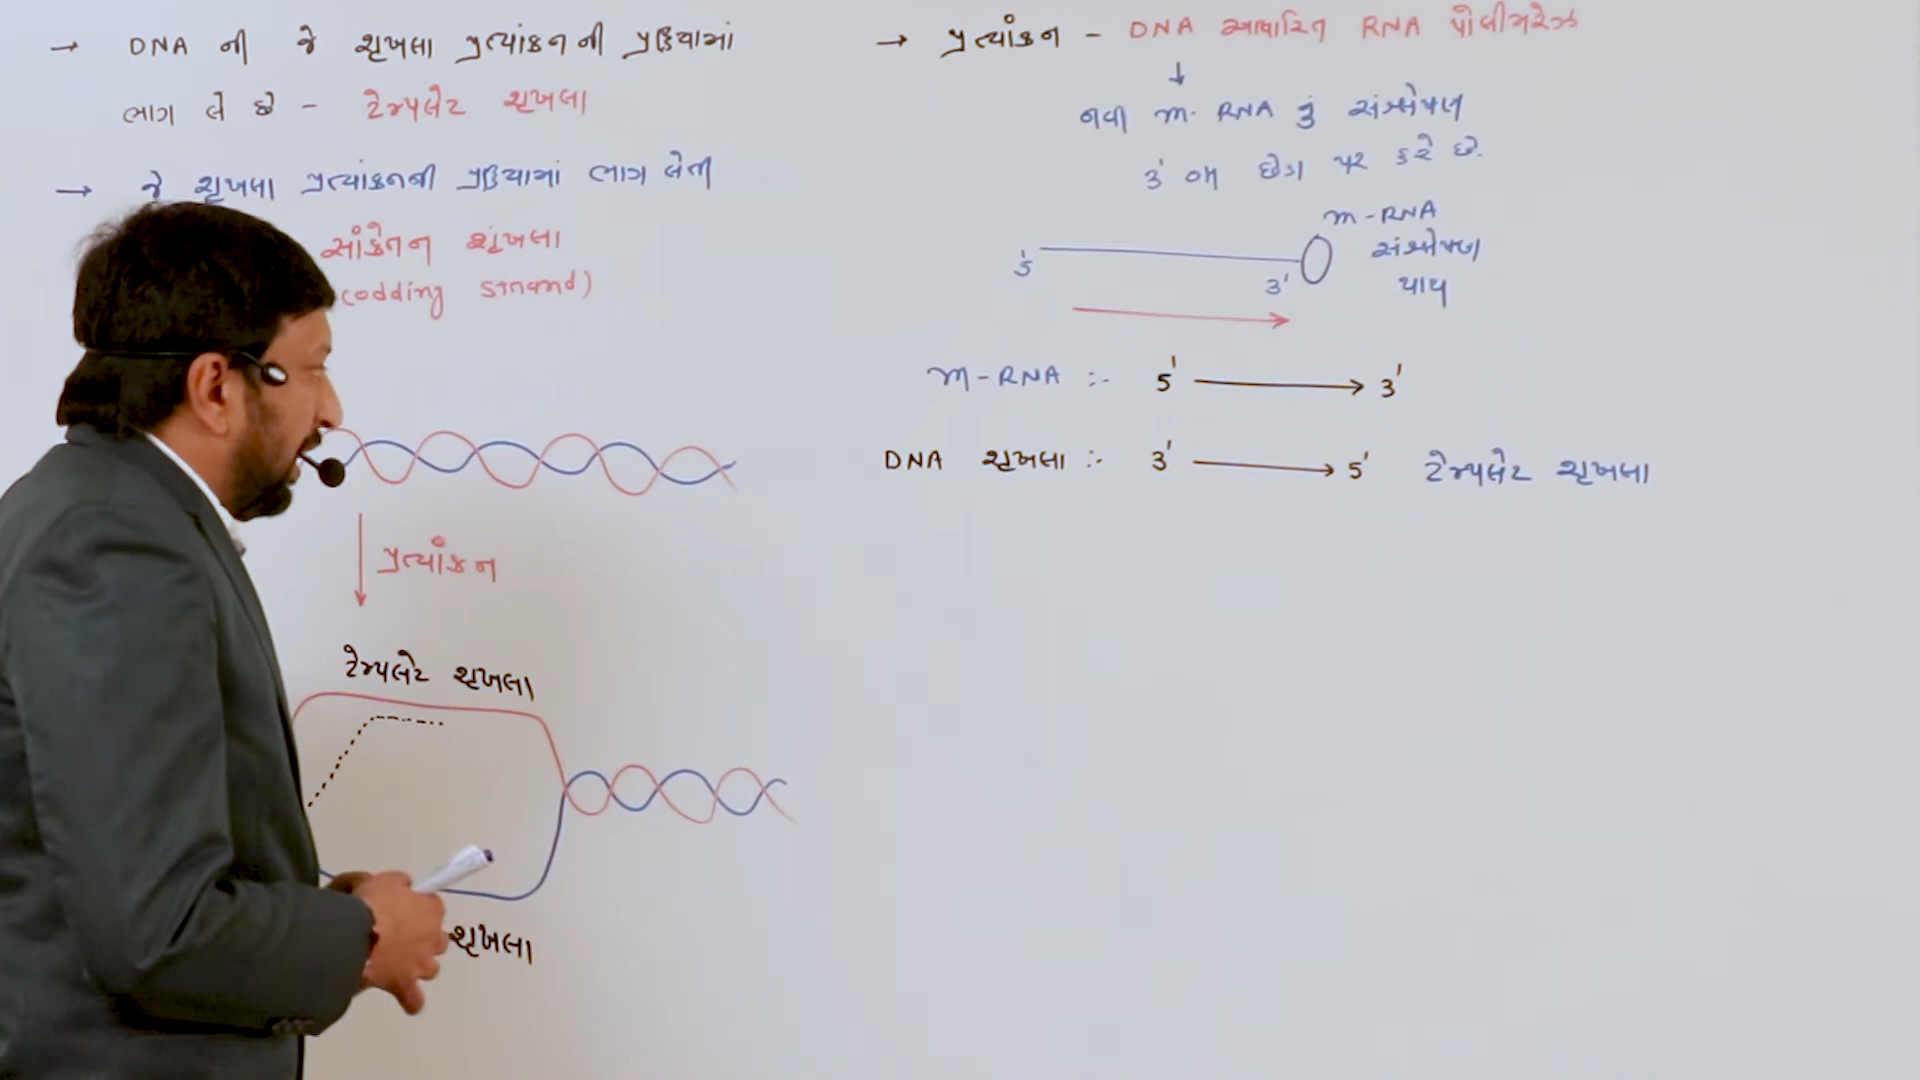 → DNA ની જે શૃખલા પ્રત્યાંકનની પ્રક્રિયામાં
ભાગ લે છે - ટેમ્પલેટ શૃખલા
→ જે શૃખલા પ્રત્યાંકનની પ્રક્રિયામાં ભાગ લેતી
સાંકેતન શૃંખલા
codding strand)
પ્રત્યાંકન
ટેમ્પલેટ શૃખલા
શૃખલા
→ પ્રત્યાંકન - DNA આધારિત RNA પોલીમરેઝ
↓
નવી m- RNA નું સંશ્લેષણ
3' OH છેડા પર કરે છે.
m-RNA
સંશ્લેષણ
થાય
5' 3'
m-RNA :- 5' → 3'
DNA શૃખલા :- 3' → 5' ટેમ્પલેટ શૃખલા